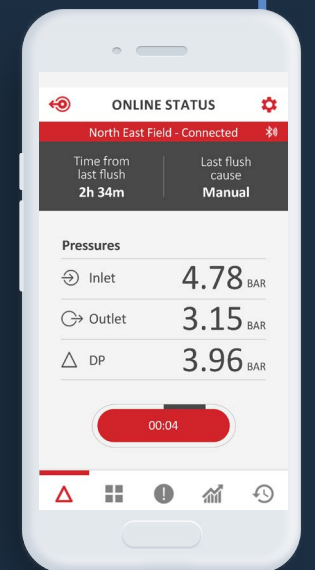 ONLINE STATUS
North East Field - Connected
Time from
last flush
2h 34m
Last flush
cause
Manual
Pressures
Inlet 4.78 BAR
Outlet 3.15 BAR
DP 3.96 BAR
00:04